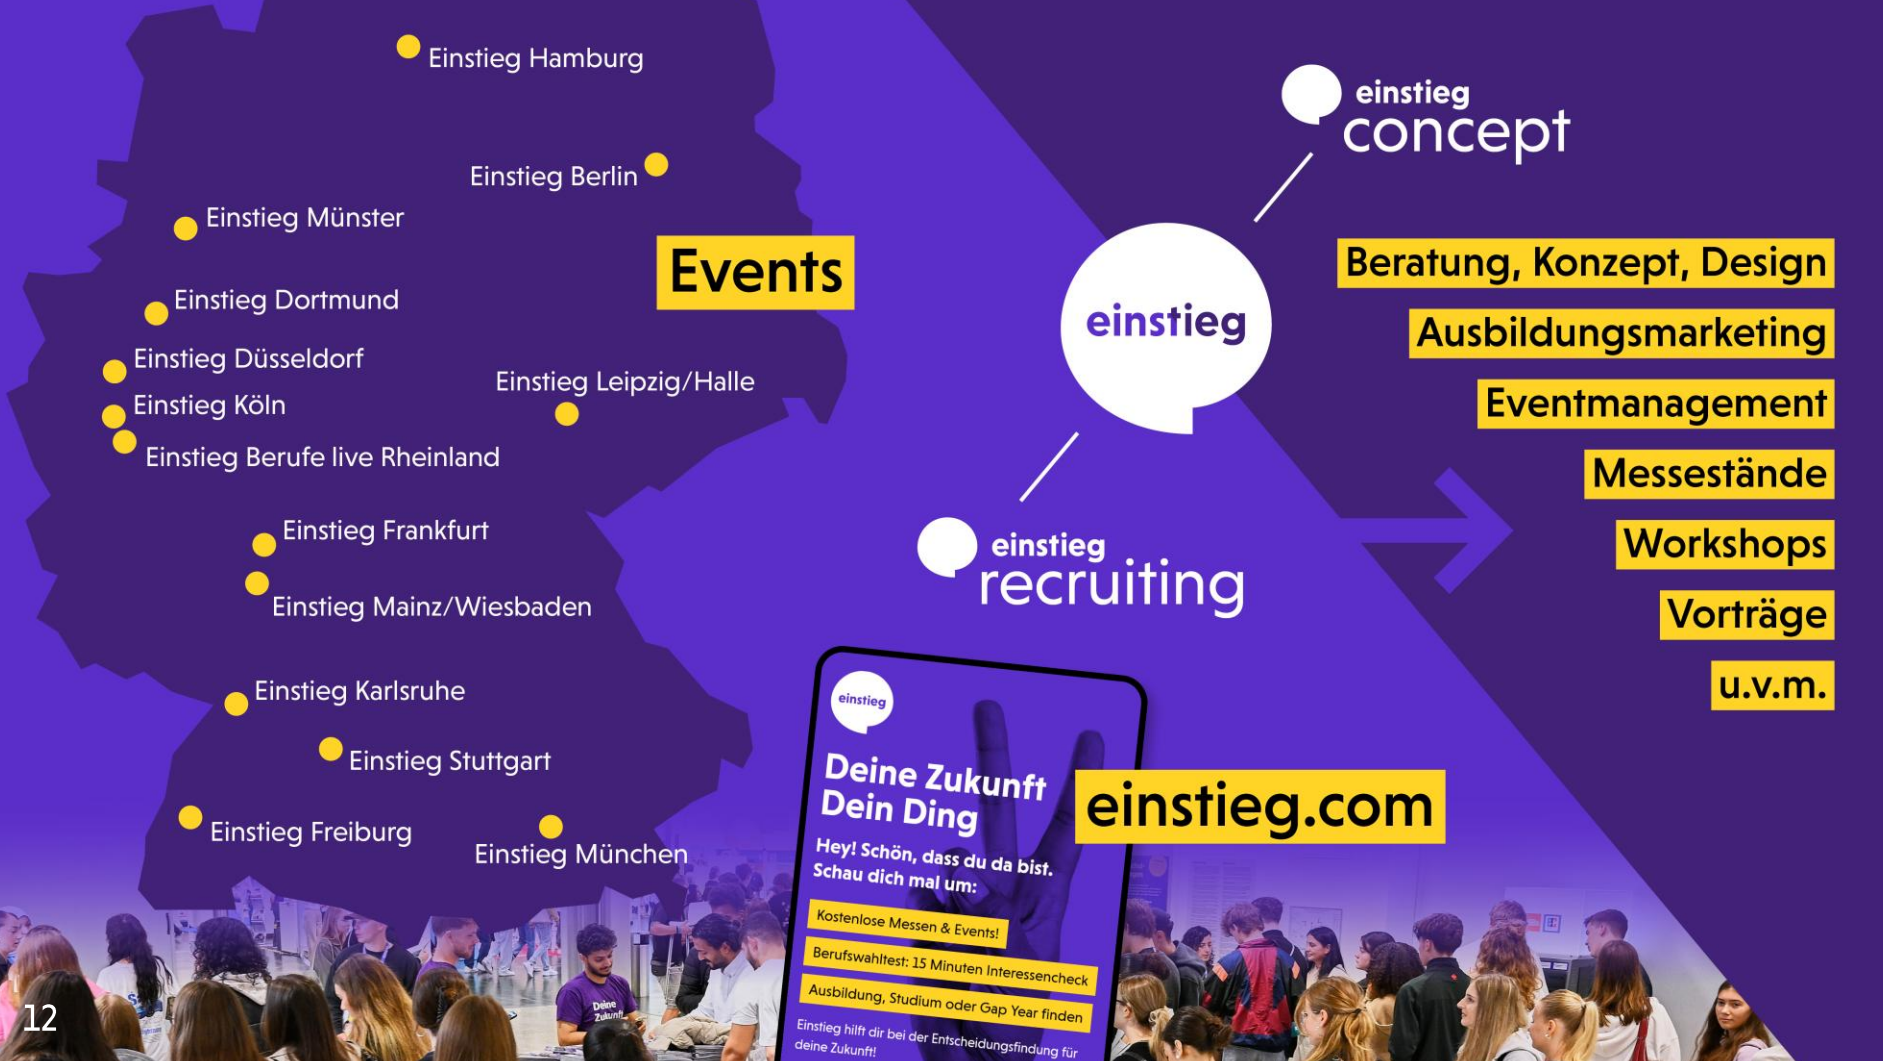 Einstieg Hamburg
Einstieg Berlin
Einstieg Münster
Events
Einstieg Dortmund
Einstieg Düsseldorf
Einstieg Leipzig/Halle
Einstieg Köln
Einstieg Berufe live Rheinland
Einstieg Frankfurt
Einstieg Mainz/Wiesbaden
Einstieg Karlsruhe
Einstieg Stuttgart
Einstieg Freiburg
Einstieg München
einstieg
concept
einstieg
einstieg
recruiting
Beratung, Konzept, Design
Ausbildungsmarketing
Eventmanagement
Messestände
Workshops
Vorträge
u.v.m.
einstieg
Deine Zukunft
Dein Ding
Hey! Schön, dass du da bist.
Schau dich mal um:
Kostenlose Messen & Events!
Berufswahltest: 15 Minuten Interessencheck
Ausbildung, Studium oder Gap Year finden
Einstieg hilft dir bei der Entscheidungsfindung für
deine Zukunft!
einstieg.com
Deine
Zukunft
12